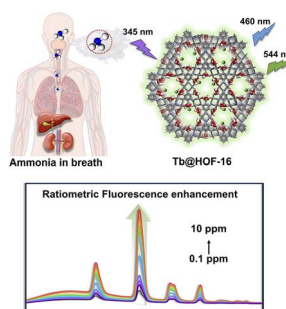 345 nm
460 nm
544 nm
Ammonia in breath
Tb@HOF-16
Ratiometric Fluorescence enhancement
10 ppm
0.1 ppm